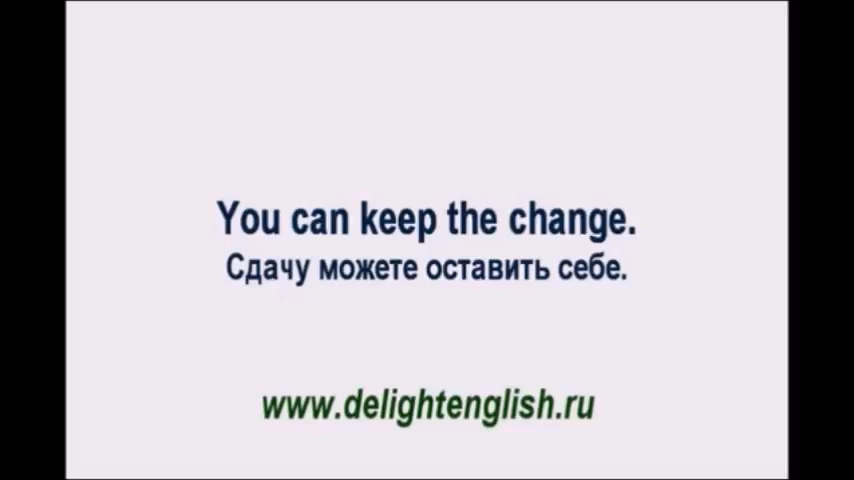 You can keep the change.
Сдачу можете оставить себе.
www.delightenglish.ru